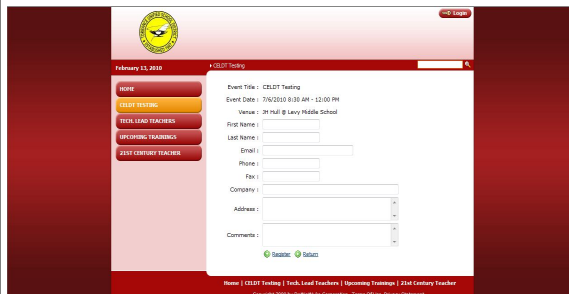 Login
February 13, 2010
CELDT Testing
HOME
CELDT TESTING
TECH. LEAD TEACHERS
UPCOMING TRAININGS
21ST CENTURY TEACHER
Event Title : CELDT Testing
Event Date : 7/6/2010 8:30 AM - 12:00 PM
Venue : JH Hull @ Levy Middle School
First Name :
Last Name :
Email :
Phone :
Fax :
Company :
Address :
Comments :
Register Return
Home | CELDT Testing | Tech. Lead Teachers | Upcoming Trainings | 21st Century Teacher